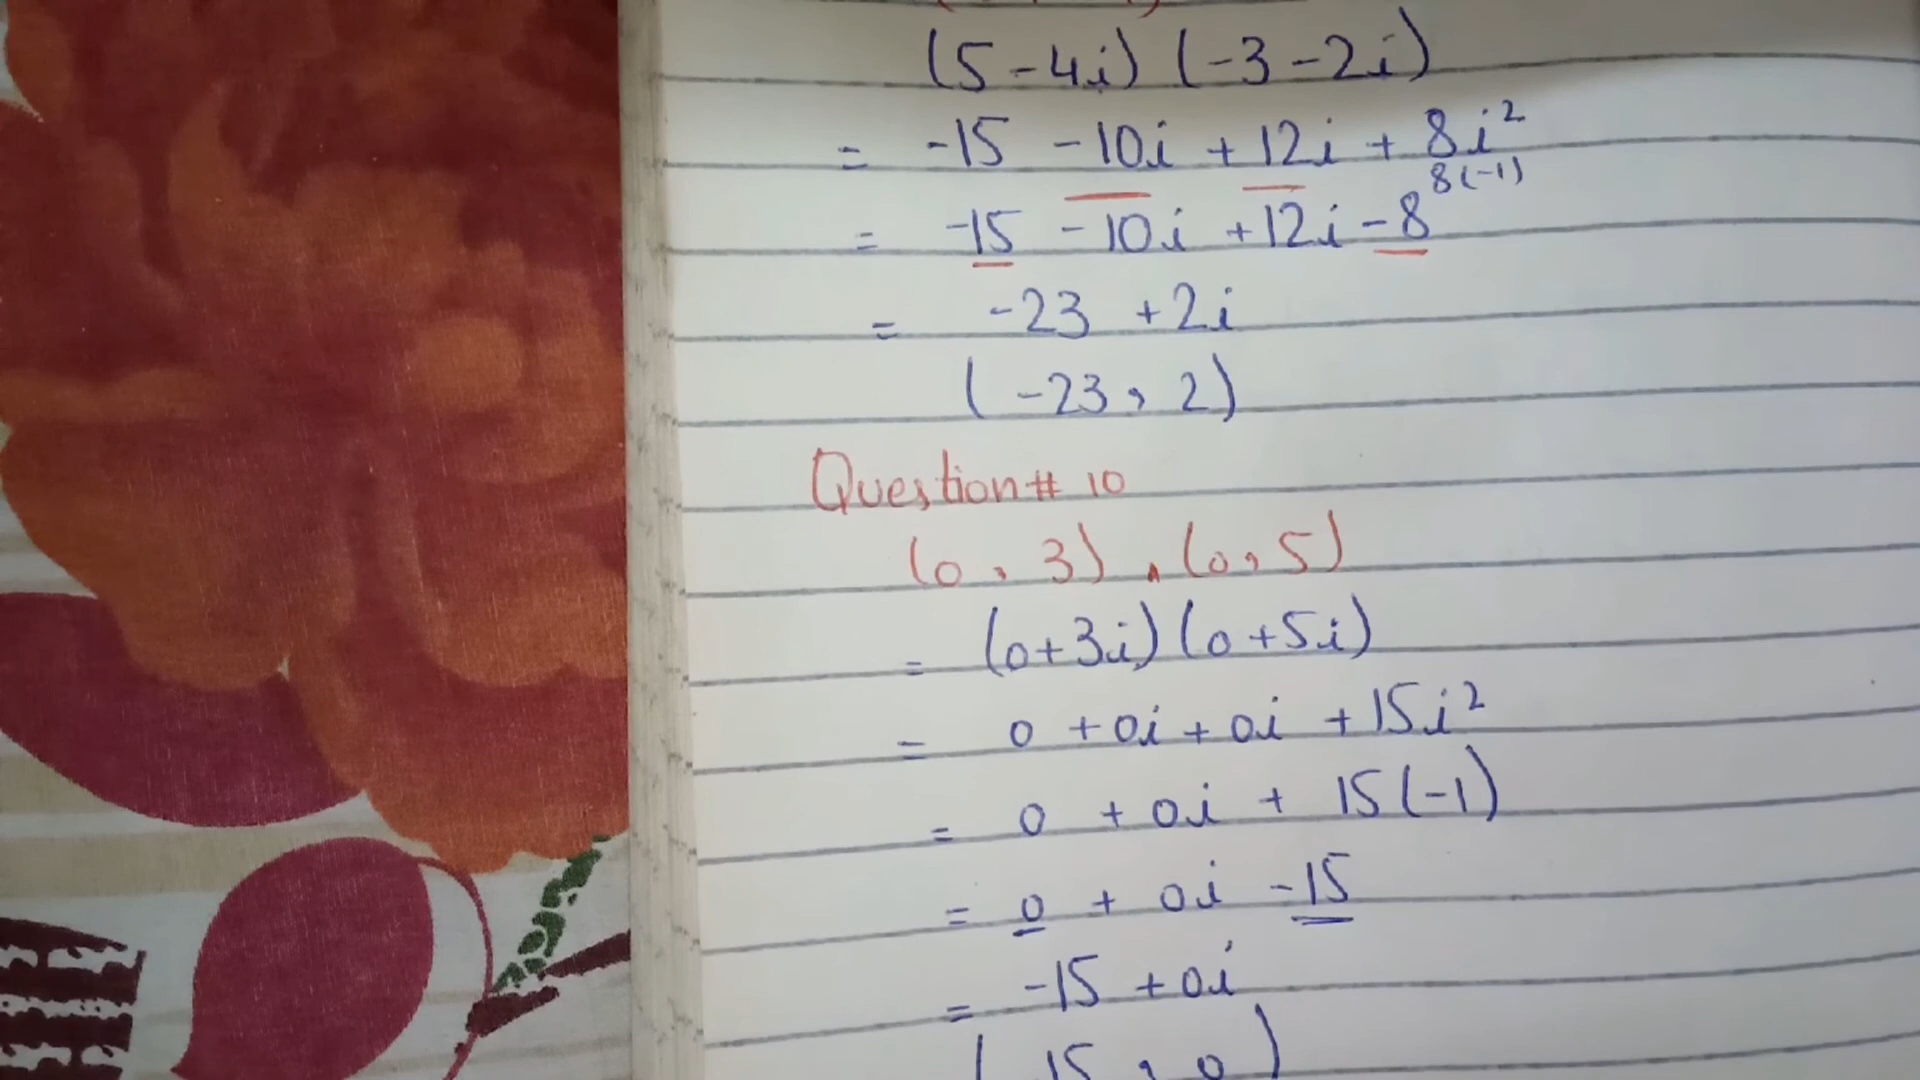 (5-4i) (-3-2i)
= -15 -10i +12i + 8i²
8(-1)
= -15 -10i +12i -8
= -23 +2i
(-23, 2)
Question # 10
(0, 3) . (0, 5)
= (0+3i) (0+5i)
= 0 +0i + 0i +15i²
= 0 + 0i + 15(-1)
= 0 + 0i -15
= -15 +0i
( 15, 0 )